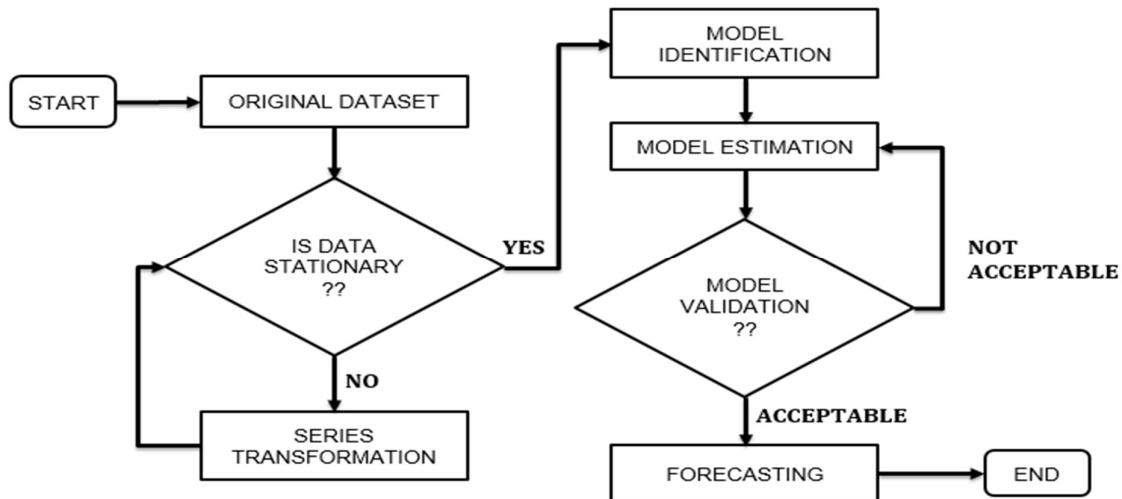 START
ORIGINAL DATASET
IS DATA
STATIONARY
??
YES
NO
SERIES
TRANSFORMATION
MODEL
IDENTIFICATION
MODEL ESTIMATION
MODEL
VALIDATION
??
NOT
ACCEPTABLE
ACCEPTABLE
FORECASTING
END